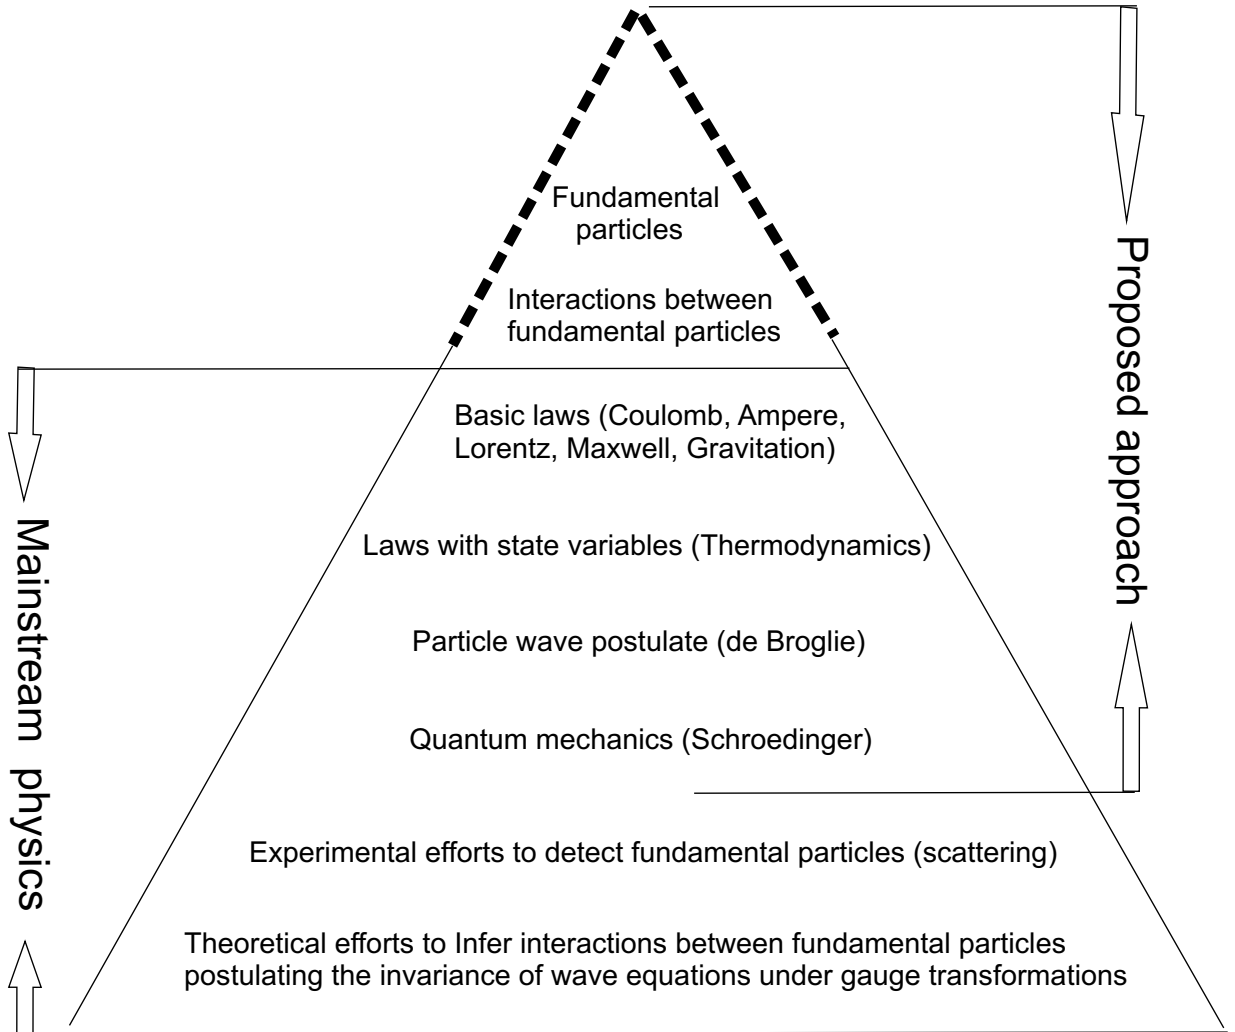 Fundamental
particles
Interactions between
fundamental particles
Basic laws (Coulomb, Ampere,
Lorentz, Maxwell, Gravitation)
Laws with state variables (Thermodynamics)
Particle wave postulate (de Broglie)
Quantum mechanics (Schroedinger)
Experimental efforts to detect fundamental particles (scattering)
Theoretical efforts to Infer interactions between fundamental particles
postulating the invariance of wave equations under gauge transformations
Mainstream physics
Proposed approach